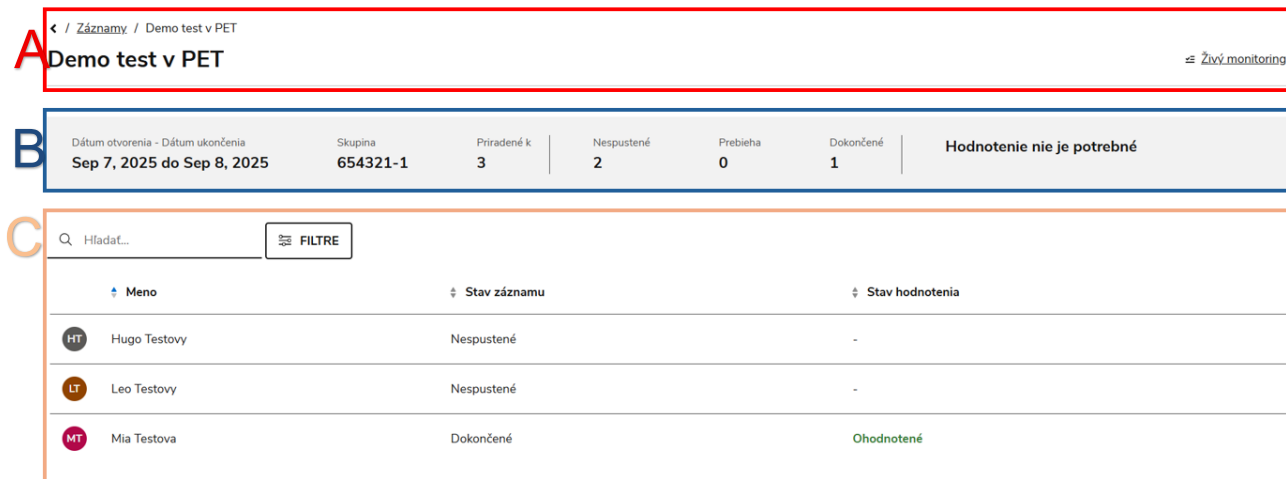 / Záznamy / Demo test v PET
A
Demo test v PET
Živý monitoring
B
Dátum otvorenia - Dátum ukončenia Skupina Priradené k Nespustené Prebieha Dokončené
Sep 7, 2025 do Sep 8, 2025 654321-1 3 2 0 1 Hodnotenie nie je potrebné
C
Hľadať... FILTRE
Meno Stav záznamu Stav hodnotenia
HT Hugo Testovy Nespustené -
LT Leo Testovy Nespustené -
MT Mia Testova Dokončené Ohodnotené